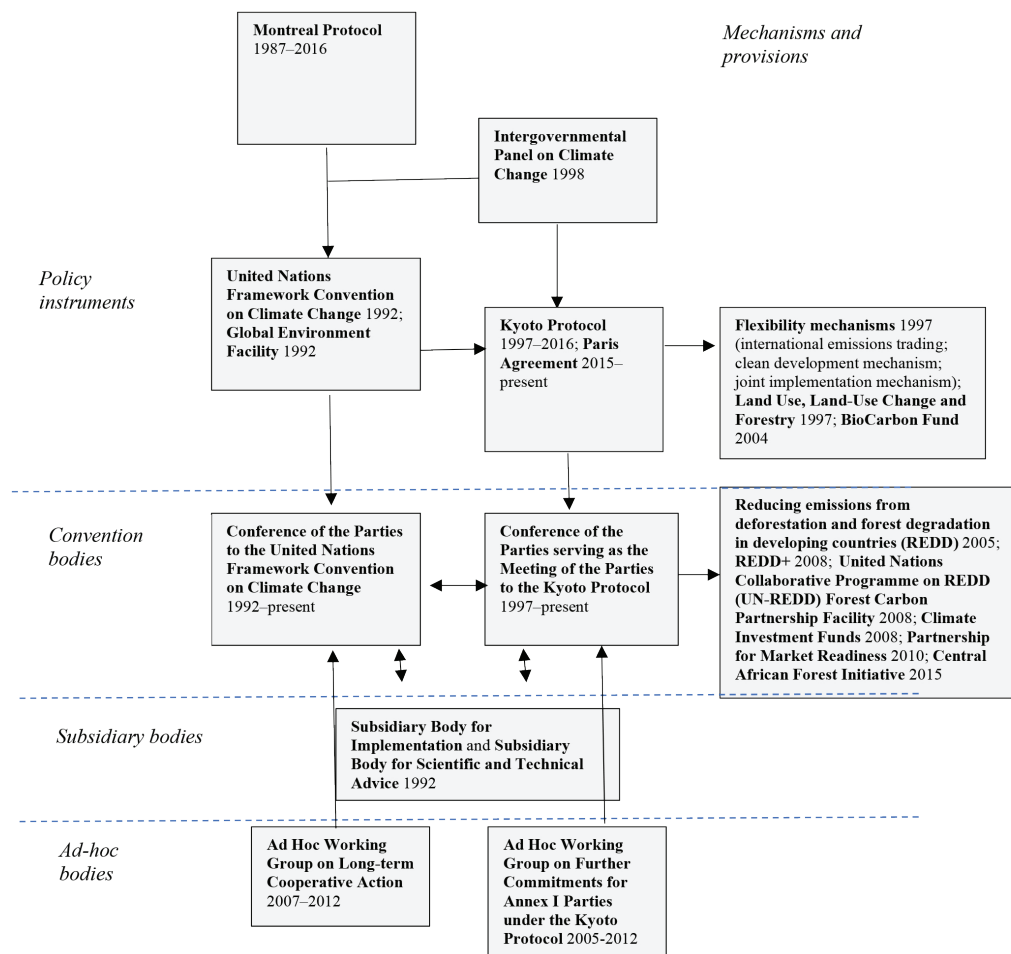 Montreal Protocol
1987–2016
Mechanisms and
provisions
Intergovernmental
Panel on Climate
Change 1998
Policy
instruments
United Nations
Framework Convention
on Climate Change 1992;
Global Environment
Facility 1992
Kyoto Protocol
1997–2016; Paris
Agreement 2015–
present
Flexibility mechanisms 1997
(international emissions trading;
clean development mechanism;
joint implementation mechanism);
Land Use, Land-Use Change and
Forestry 1997; BioCarbon Fund
2004
Convention
bodies
Conference of the Parties
to the United Nations
Framework Convention
on Climate Change
1992–present
Conference of the
Parties serving as the
Meeting of the Parties
to the Kyoto Protocol
1997–present
Reducing emissions from
deforestation and forest degradation
in developing countries (REDD) 2005;
REDD+ 2008; United Nations
Collaborative Programme on REDD
(UN-REDD) Forest Carbon
Partnership Facility 2008; Climate
Investment Funds 2008; Partnership
for Market Readiness 2010; Central
African Forest Initiative 2015
Subsidiary bodies
Subsidiary Body for
Implementation and Subsidiary
Body for Scientific and Technical
Advice 1992
Ad-hoc
bodies
Ad Hoc Working
Group on Long-term
Cooperative Action
2007–2012
Ad Hoc Working
Group on Further
Commitments for
Annex I Parties
under the Kyoto
Protocol 2005-2012